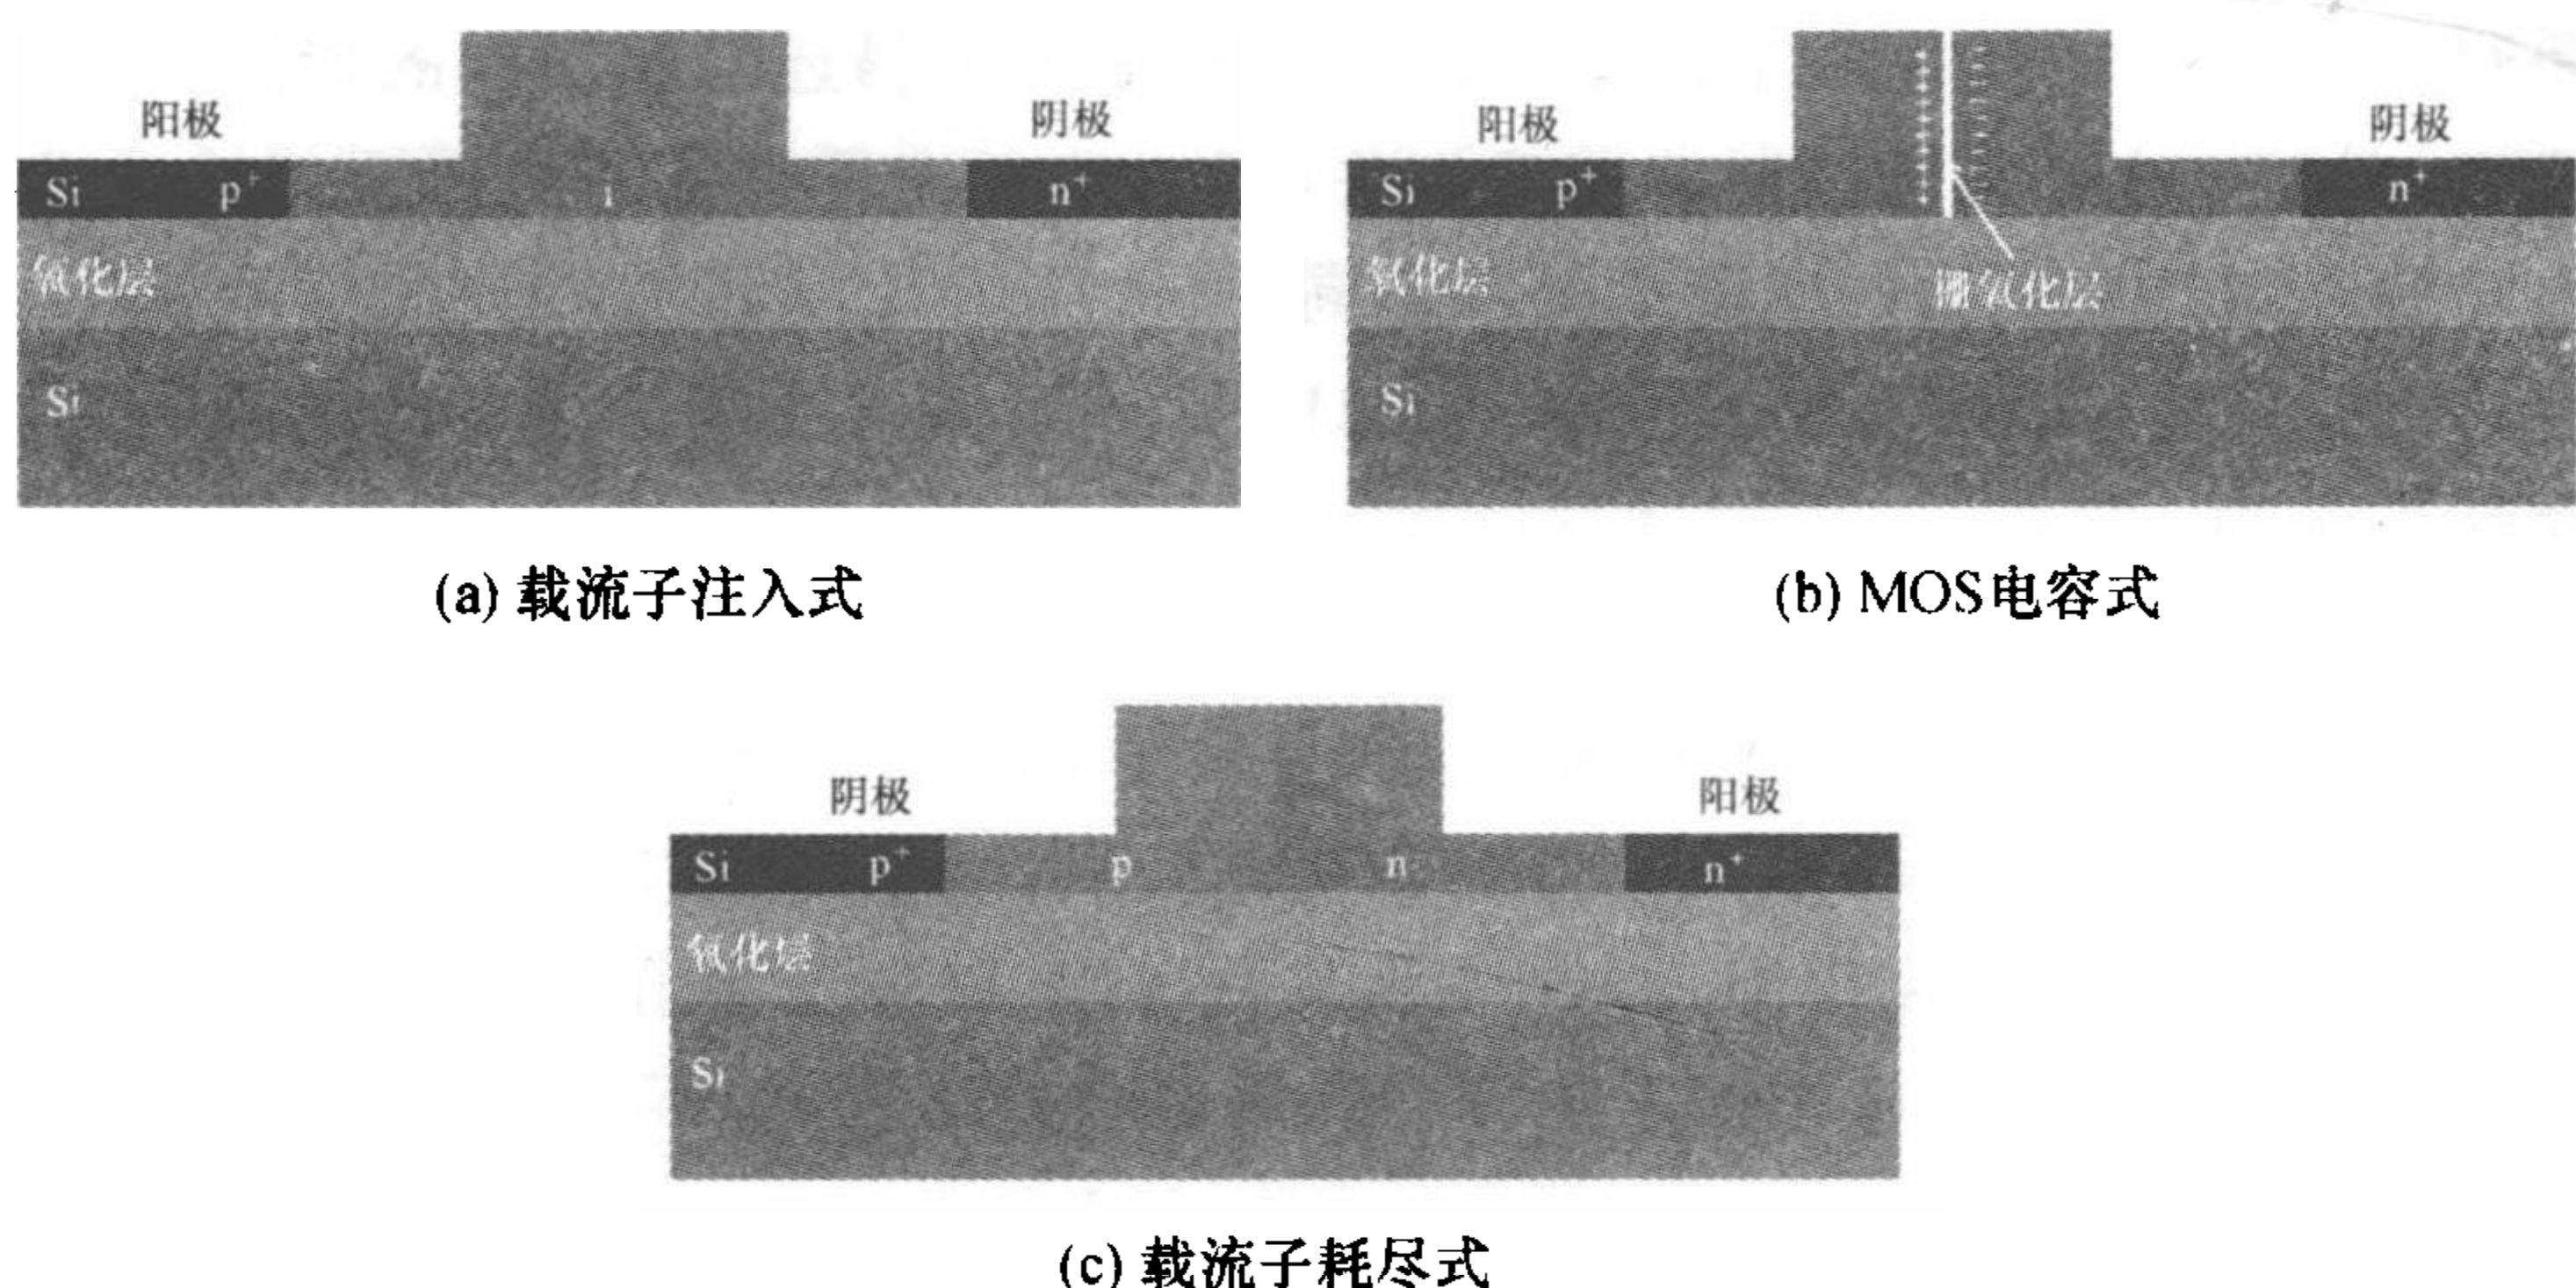 阳极 阴极
Si p⁺ i n⁺
氧化层
Si
(a) 载流子注入式
阳极 阴极
Si p⁺ n⁺
氧化层 栅氧化层
Si
(b) MOS电容式
阴极 阳极
Si p⁺ p n n⁺
氧化层
Si
(c) 载流子耗尽式